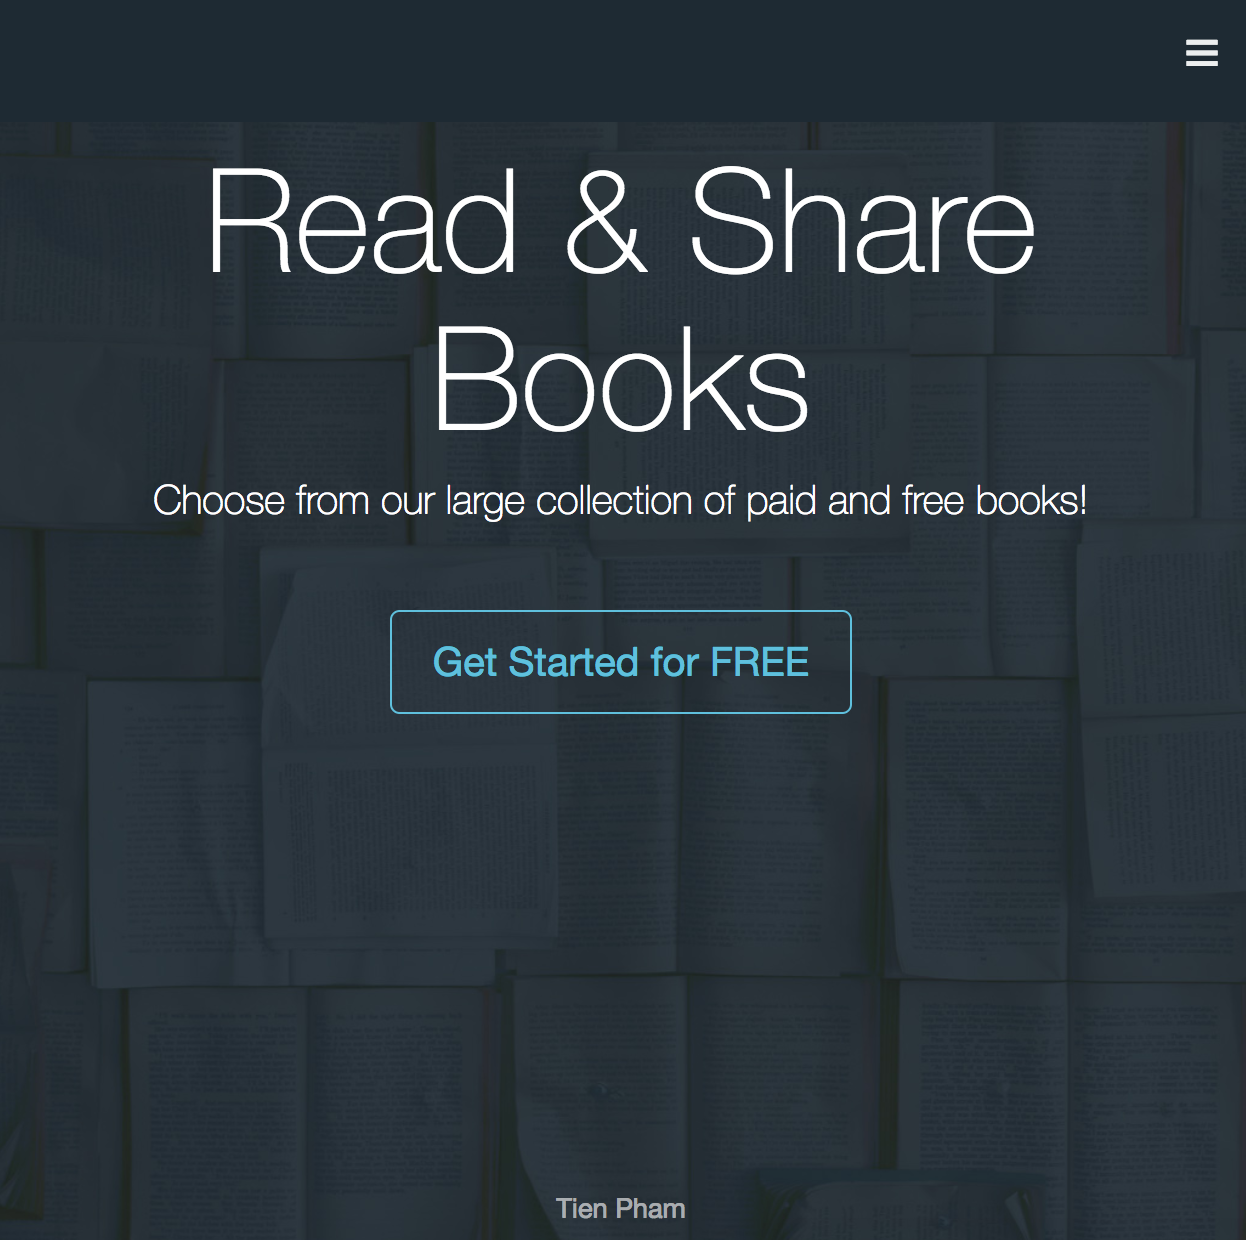 Read & Share
Books
Choose from our large collection of paid and free books!
Get Started for FREE
Tien Pham